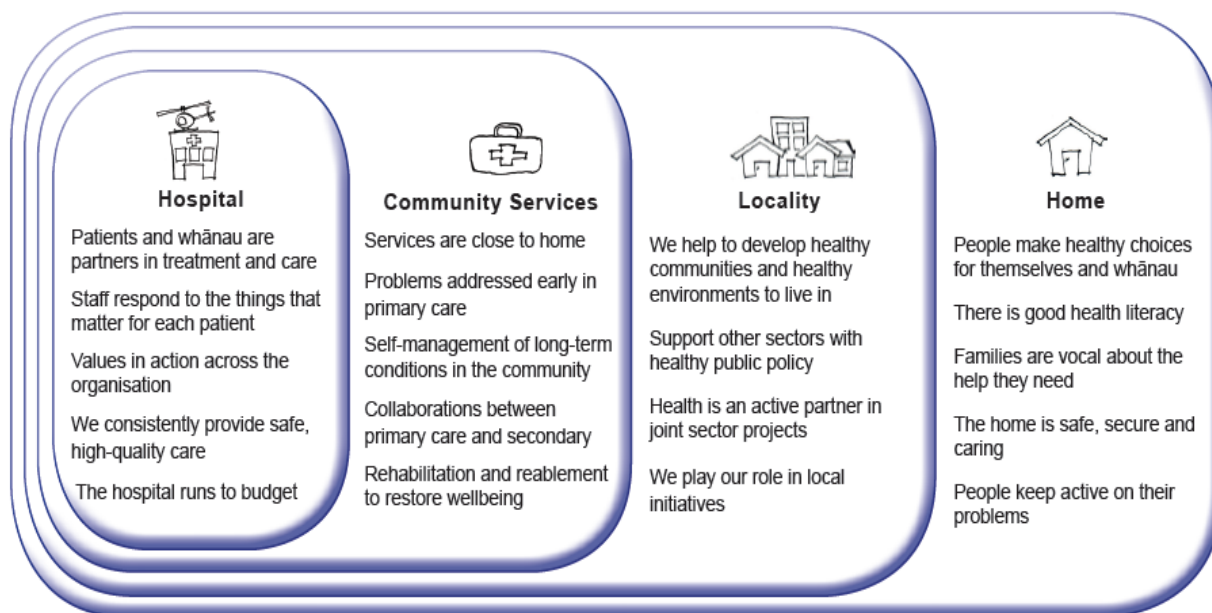 Hospital
Patients and whānau are
partners in treatment and care
Staff respond to the things that
matter for each patient
Values in action across the
organisation
We consistently provide safe,
high-quality care
The hospital runs to budget
Community Services
Services are close to home
Problems addressed early in
primary care
Self-management of long-term
conditions in the community
Collaborations between
primary care and secondary
Rehabilitation and reablement
to restore wellbeing
Locality
We help to develop healthy
communities and healthy
environments to live in
Support other sectors with
healthy public policy
Health is an active partner in
joint sector projects
We play our role in local
initiatives
Home
People make healthy choices
for themselves and whānau
There is good health literacy
Families are vocal about the
help they need
The home is safe, secure and
caring
People keep active on their
problems